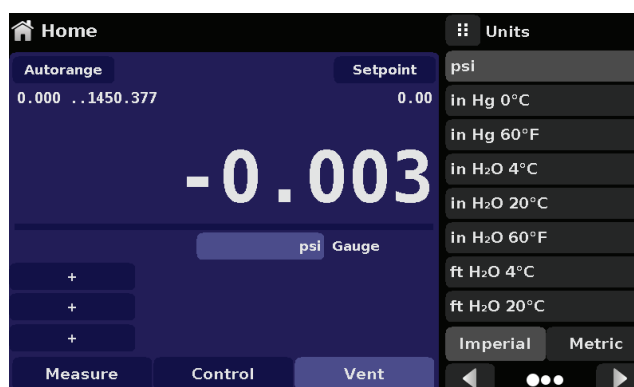 Home
Autorange
Setpoint
0.000 ..1450.377
0.00
-0.003
psi Gauge
+
+
+
Measure Control Vent
Units
psi
in Hg 0°C
in Hg 60°F
in H₂O 4°C
in H₂O 20°C
in H₂O 60°F
ft H₂O 4°C
ft H₂O 20°C
Imperial Metric